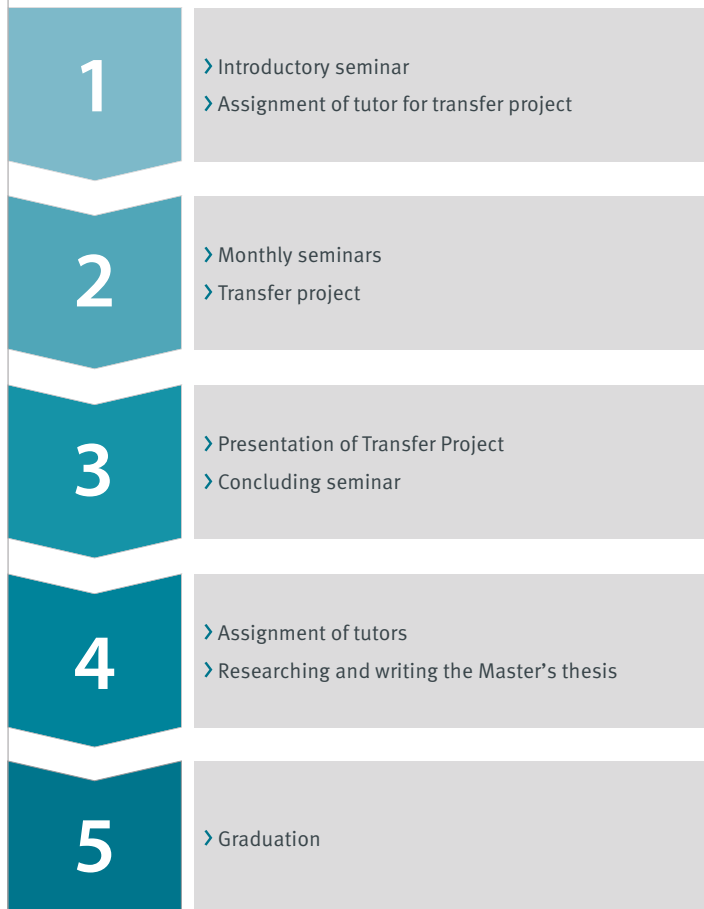 1
> Introductory seminar
> Assignment of tutor for transfer project
2
> Monthly seminars
> Transfer project
3
> Presentation of Transfer Project
> Concluding seminar
4
> Assignment of tutors
> Researching and writing the Master’s thesis
5
> Graduation